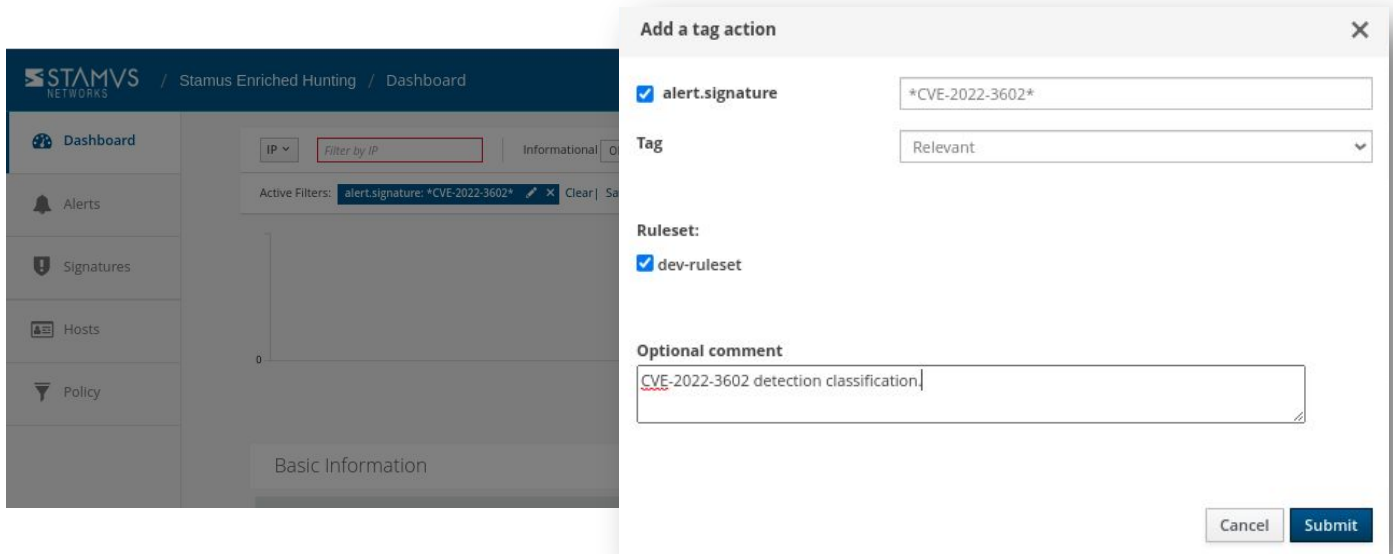 STAMVS
NETWORKS
/ Stamus Enriched Hunting / Dashboard
Dashboard
Alerts
Signatures
Hosts
Policy
IP
Filter by IP
Informational
Active Filters: alert.signature: *CVE-2022-3602* Clear|
0
Basic Information
Add a tag action
alert.signature
*CVE-2022-3602*
Tag
Relevant
Ruleset:
dev-ruleset
Optional comment
CVE-2022-3602 detection classification.
Cancel
Submit